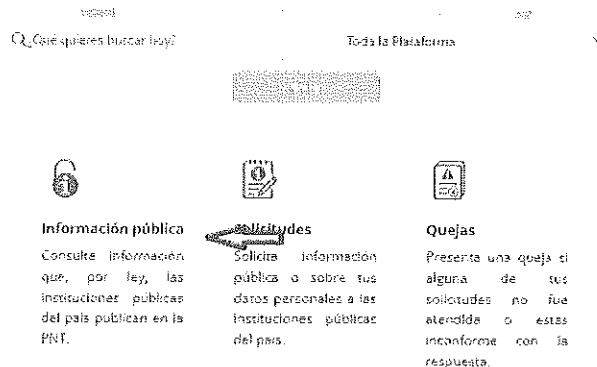 ¿Qué quieres buscar hoy?
Toda la Plataforma
Información pública
Consulta información
que, por ley, las
instituciones públicas
del país publican en la
PNT.
Solicitudes
Solicita información
pública o sobre tus
datos personales a las
instituciones públicas
del país.
Quejas
Presenta una queja si
alguna de tus
solicitudes no fue
atendida o estas
inconforme con la
respuesta.